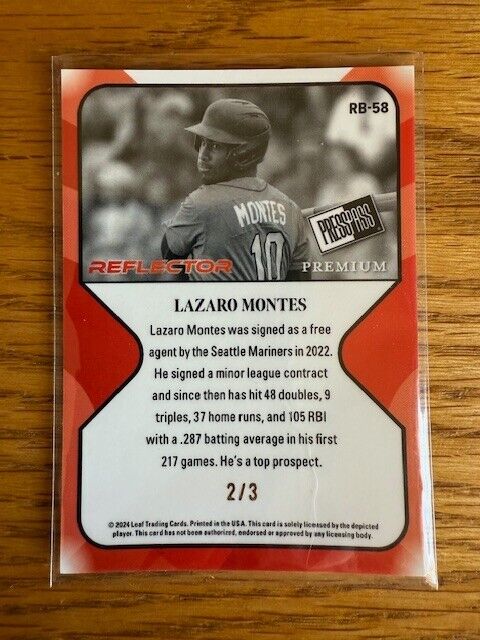 RB-58
MONTES
10
PRESS PASS
REFLECTOR
PREMIUM
LAZARO MONTES
Lazaro Montes was signed as a free
agent by the Seattle Mariners in 2022.
He signed a minor league contract
and since then has hit 48 doubles, 9
triples, 37 home runs, and 105 RBI
with a .287 batting average in his first
217 games. He's a top prospect.
2/3
© 2024 Leaf Trading Cards. Printed in the U.S.A. This card is solely licensed by the depicted
player. This card has not been authorized, endorsed or approved by any licensing body.